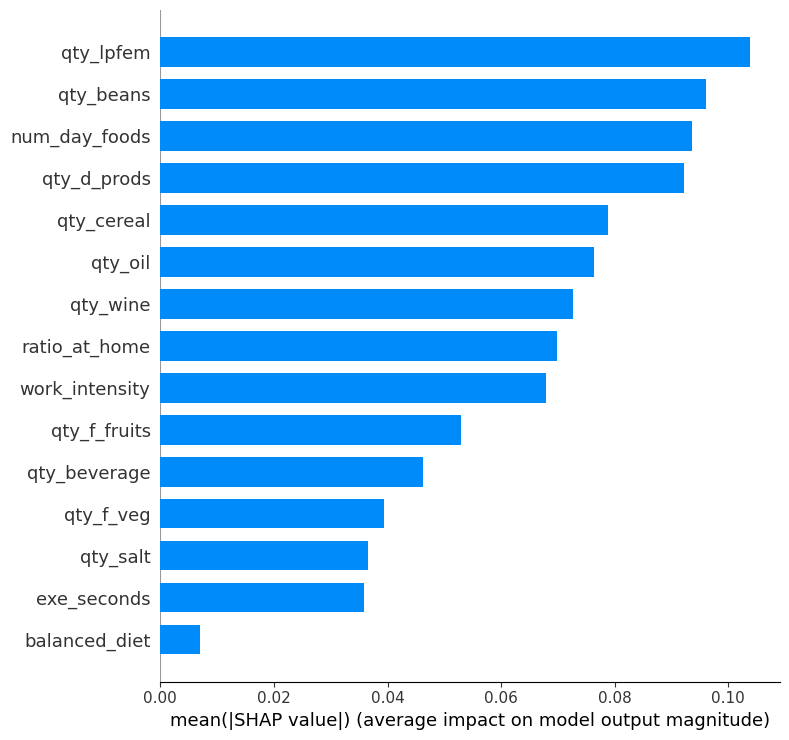 qty_lpfem
qty_beans
num_day_foods
qty_d_prods
qty_cereal
qty_oil
qty_wine
ratio_at_home
work_intensity
qty_f_fruits
qty_beverage
qty_f_veg
qty_salt
exe_seconds
balanced_diet
0.00 0.02 0.04 0.06 0.08 0.10
mean(|SHAP value|) (average impact on model output magnitude)